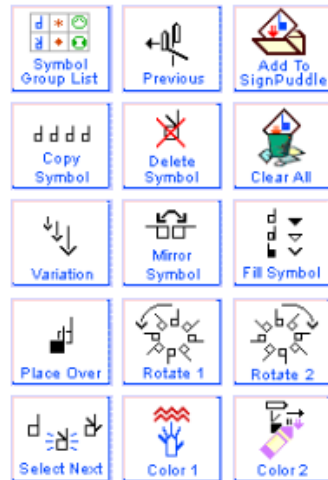 Symbol
Group List
Previous
Add To
SignPuddle
Copy
Symbol
Delete
Symbol
Clear All
Variation
Mirror
Symbol
Fill Symbol
Place Over
Rotate 1
Rotate 2
Select Next
Color 1
Color 2